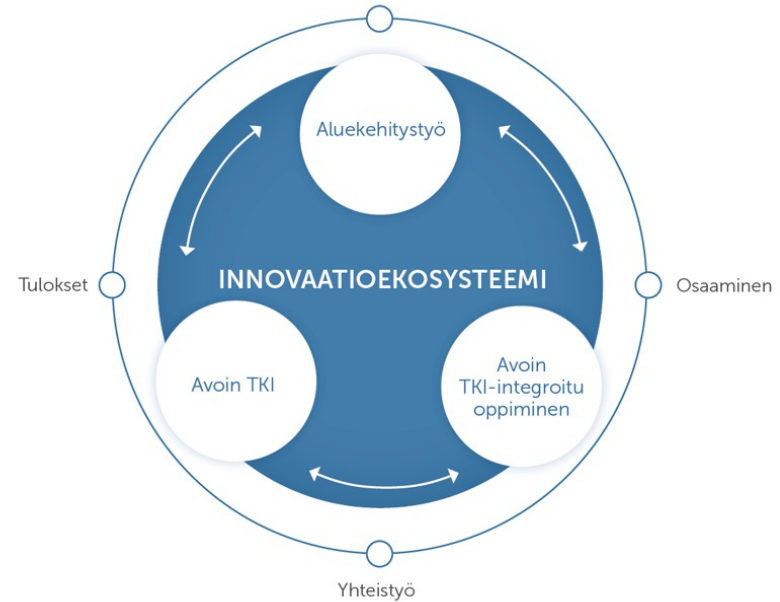 Aluekehitystyö
INNOVAATIOEKOSYSTEEMI
Tulokset
Osaaminen
Avoin TKI
Avoin
TKI-integroitu
oppiminen
Yhteistyö